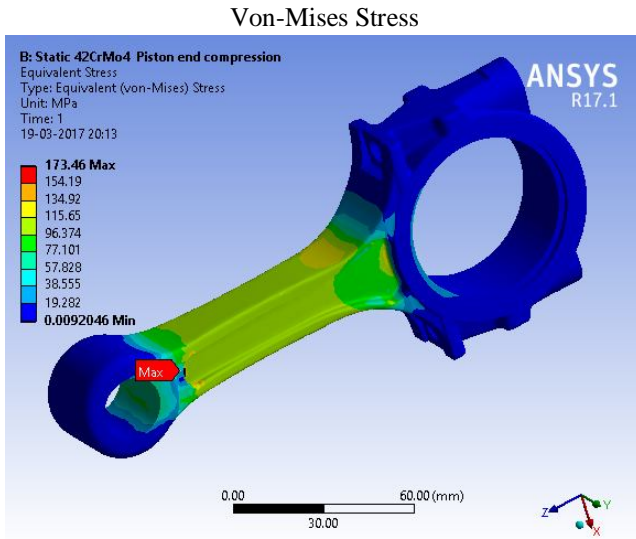 Von-Mises Stress
B: Static 42CrMo4 Piston end compression
Equivalent Stress
Type: Equivalent (von-Mises) Stress
Unit: MPa
Time: 1
19-03-2017 20:13
ANSYS
R17.1
173.46 Max
154.19
134.92
115.65
96.374
77.101
57.828
38.555
19.282
0.0092046 Min
Max
0.00
60.00 (mm)
30.00
Z
Y
X